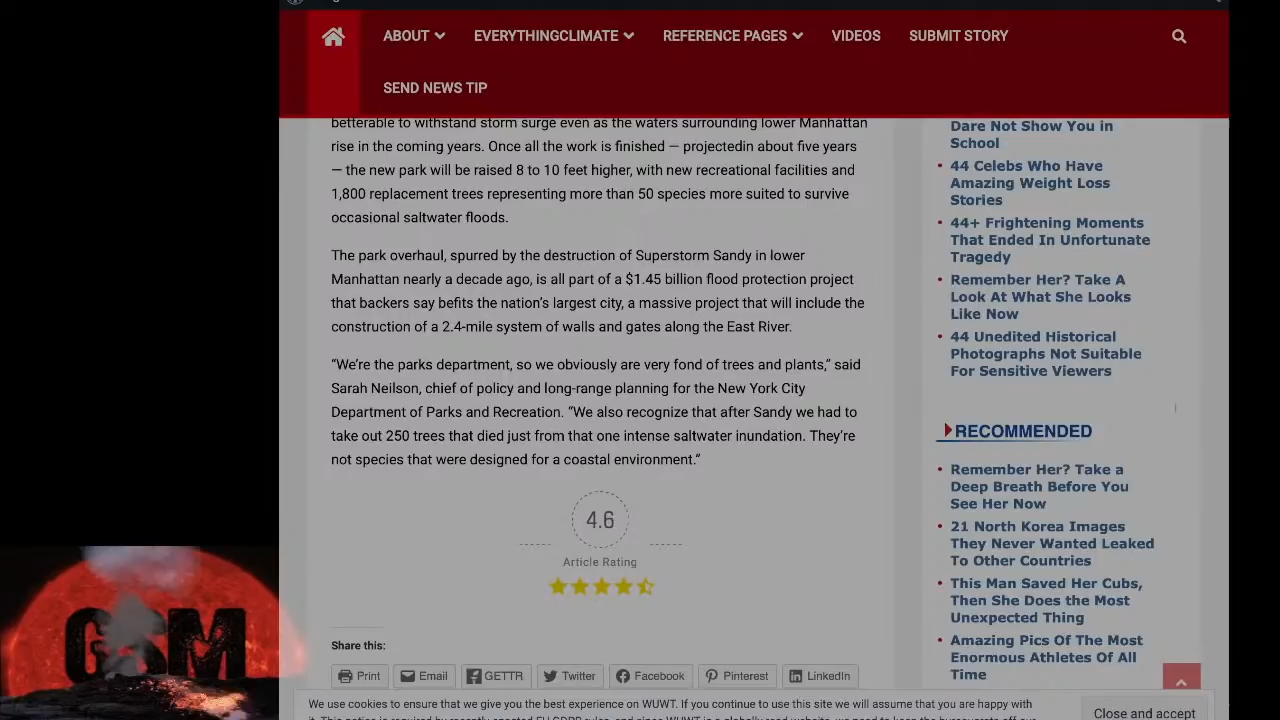 ABOUT
EVERYTHINGCLIMATE
REFERENCE PAGES
VIDEOS
SUBMIT STORY
SEND NEWS TIP
betterable to withstand storm surge even as the waters surrounding lower Manhattan
rise in the coming years. Once all the work is finished — projectedin about five years
— the new park will be raised 8 to 10 feet higher, with new recreational facilities and
1,800 replacement trees representing more than 50 species more suited to survive
occasional saltwater floods.
The park overhaul, spurred by the destruction of Superstorm Sandy in lower
Manhattan nearly a decade ago, is all part of a $1.45 billion flood protection project
that backers say befits the nation's largest city, a massive project that will include the
construction of a 2.4-mile system of walls and gates along the East River.
“We're the parks department, so we obviously are very fond of trees and plants,” said
Sarah Neilson, chief of policy and long-range planning for the New York City
Department of Parks and Recreation. “We also recognize that after Sandy we had to
take out 250 trees that died just from that one intense saltwater inundation. They're
not species that were designed for a coastal environment.”
4.6
Article Rating
Share this:
Print
Email
GETTR
Twitter
Facebook
Pinterest
LinkedIn
Dare Not Show You in
School
44 Celebs Who Have
Amazing Weight Loss
Stories
44+ Frightening Moments
That Ended In Unfortunate
Tragedy
Remember Her? Take A
Look At What She Looks
Like Now
44 Unedited Historical
Photographs Not Suitable
For Sensitive Viewers
RECOMMENDED
Remember Her? Take a
Deep Breath Before You
See Her Now
21 North Korea Images
They Never Wanted Leaked
To Other Countries
This Man Saved Her Cubs,
Then She Does the Most
Unexpected Thing
Amazing Pics Of The Most
Enormous Athletes Of All
Time
We use cookies to ensure that we give you the best experience on WUWT. If you continue to use this site we will assume that you are happy with
Close and accept
GSM